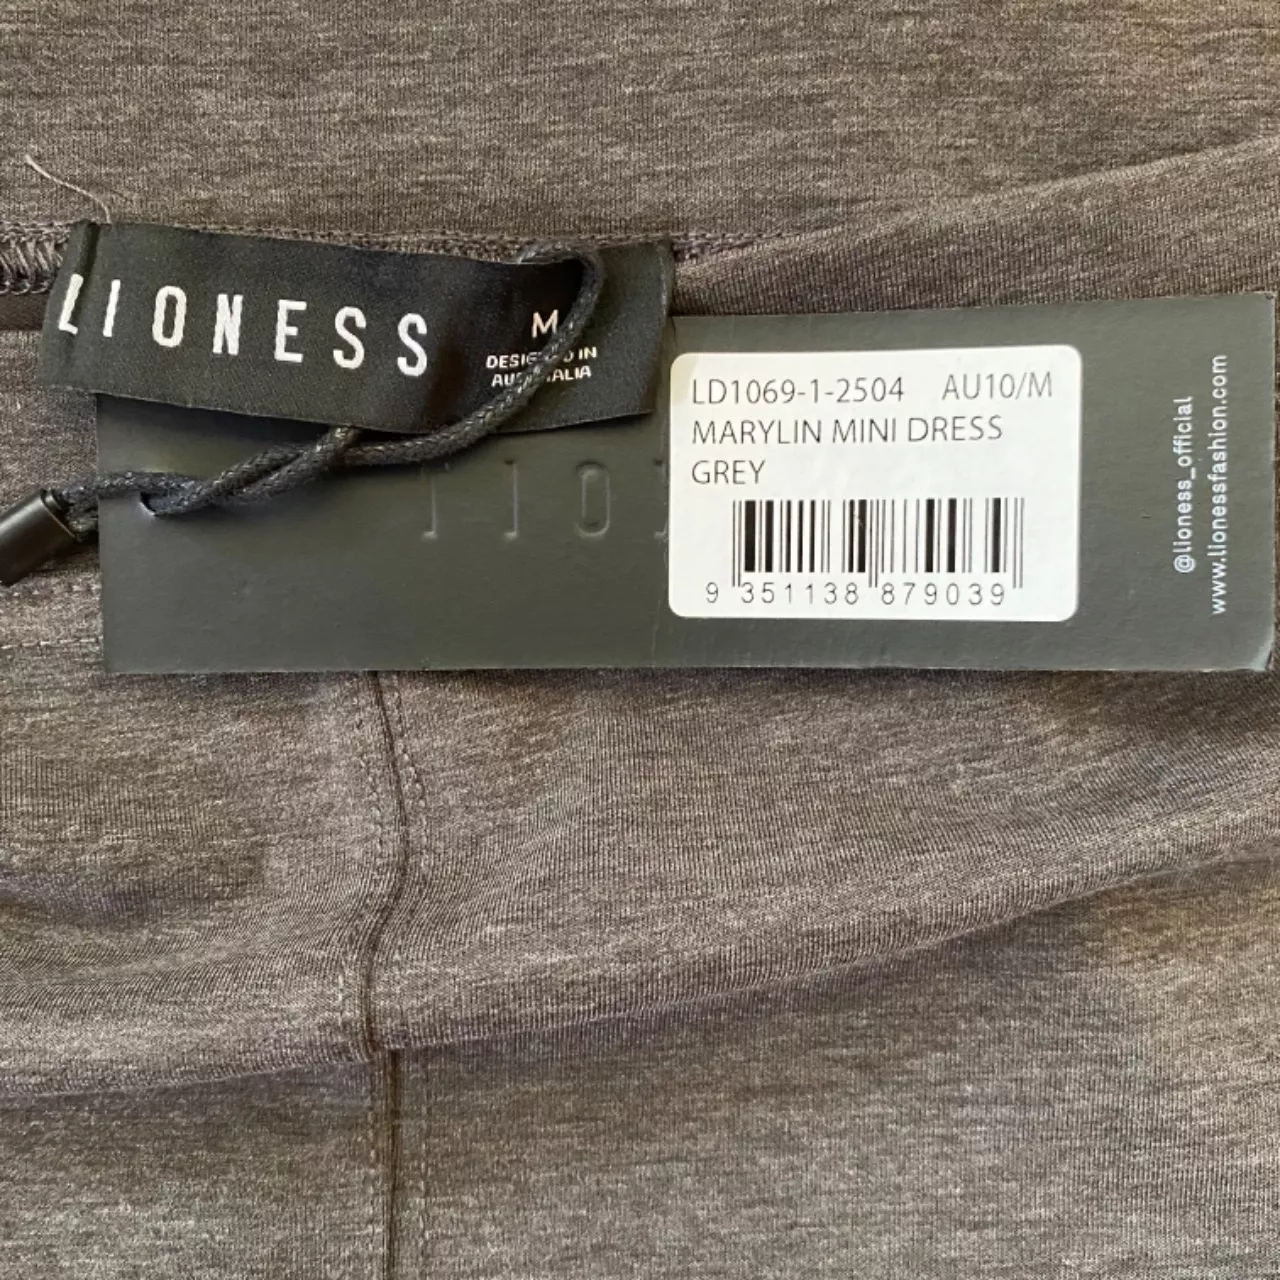 LIONESS
M
DESIGNED IN
AUSTRALIA
LD1069-1-2504 AU10/M
MARYLIN MINI DRESS
GREY
9 351138 879039
@lioness_official
www.lionessfashion.com